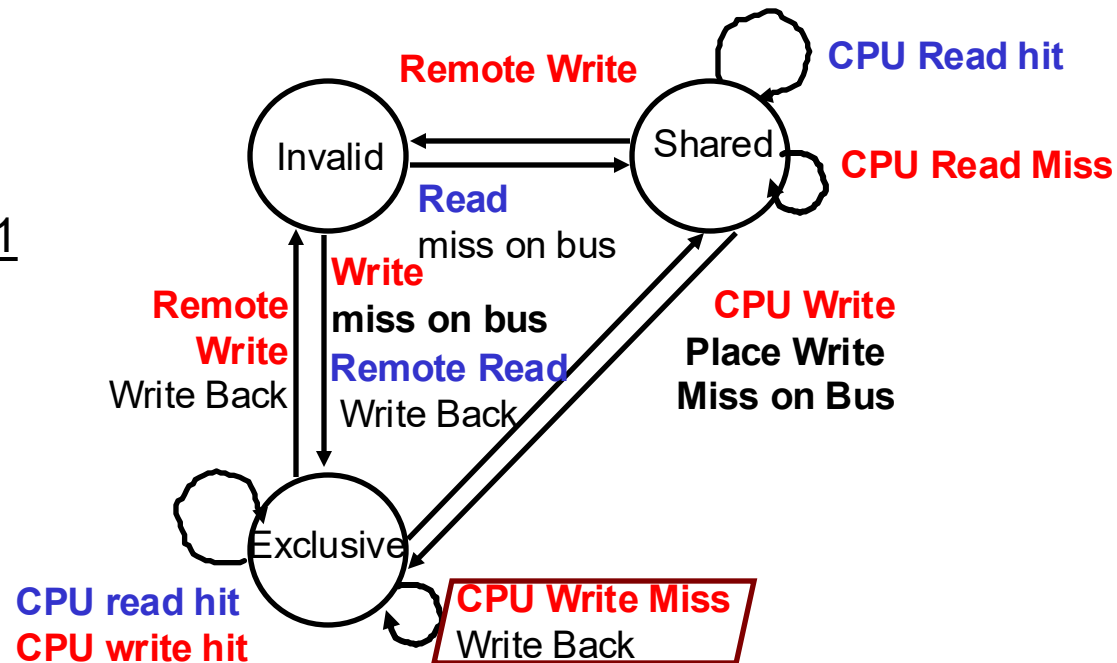 Remote Write
CPU Read hit
Invalid
Shared
CPU Read Miss
Read
miss on bus
1
Remote
Write
Write Back
Write
miss on bus
Remote Read
Write Back
CPU Write
Place Write
Miss on Bus
Exclusive
CPU read hit
CPU write hit
CPU Write Miss
Write Back